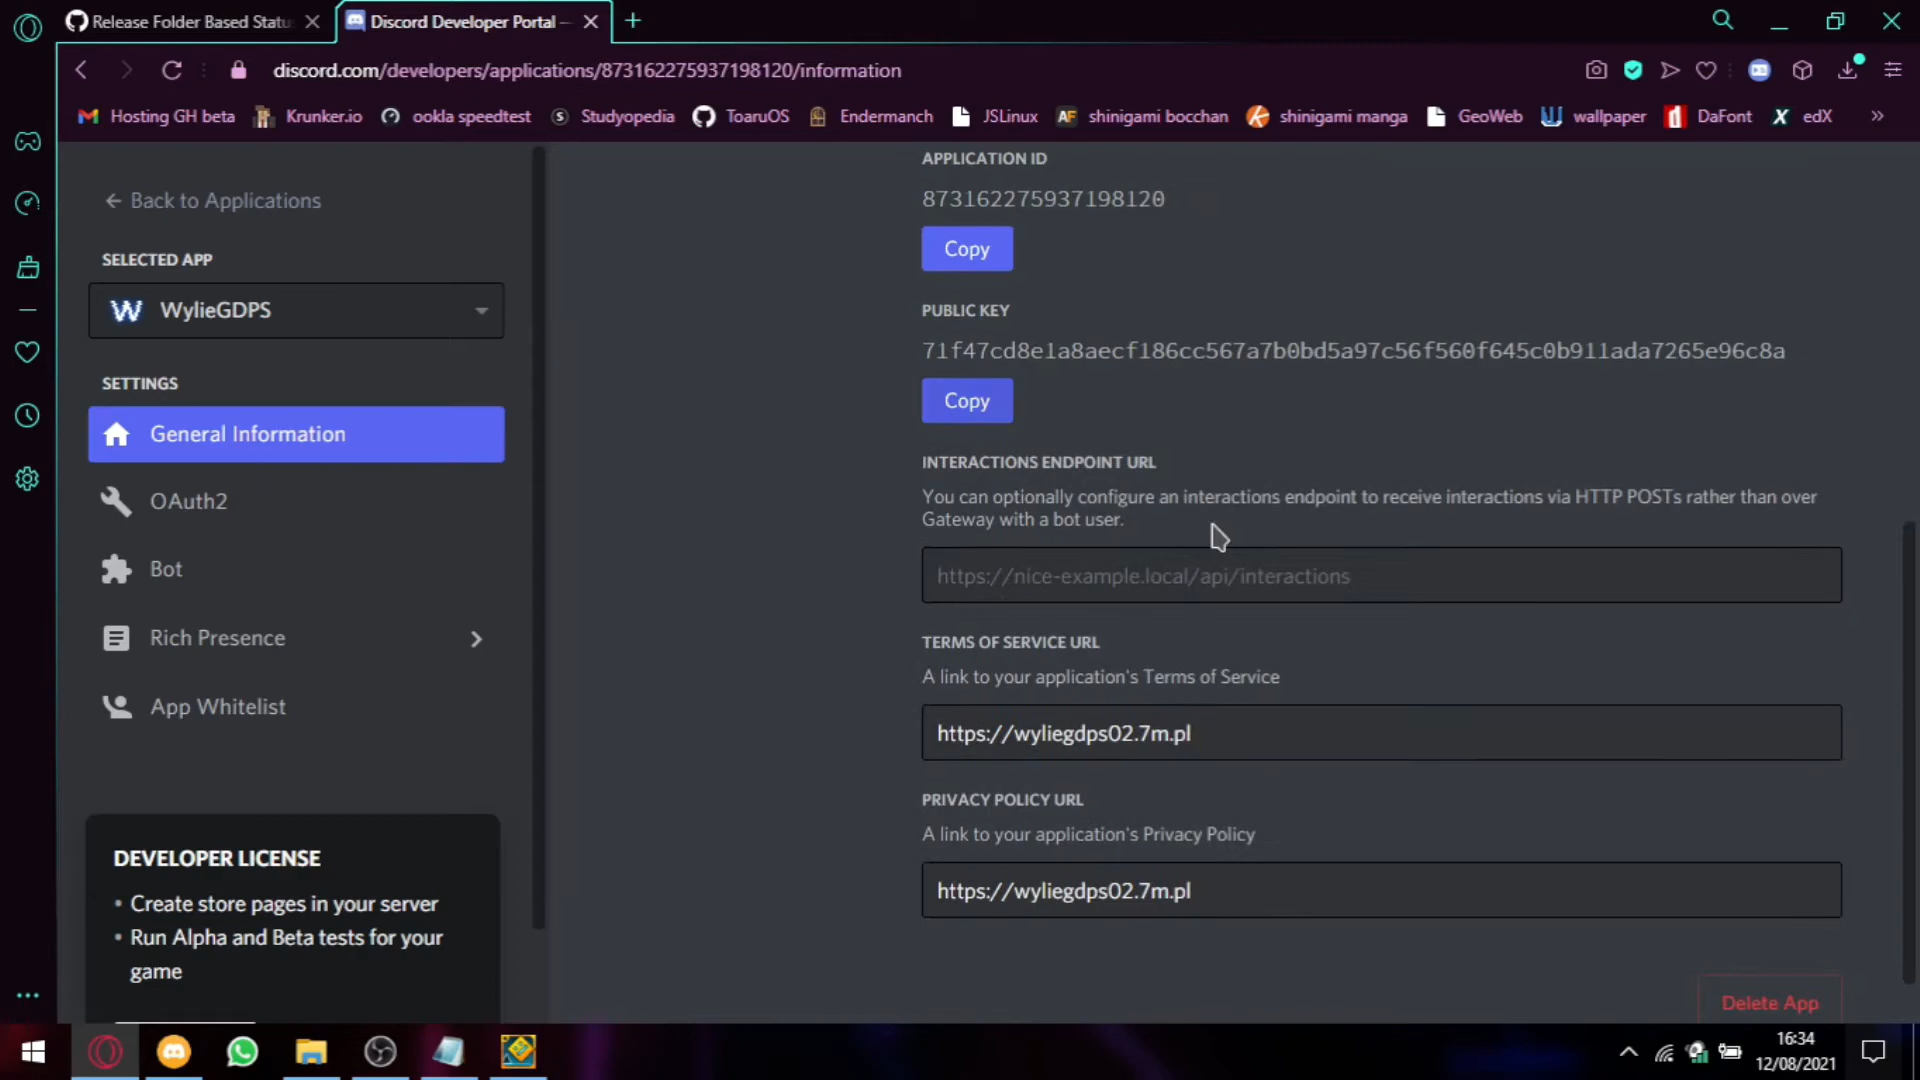 Release Folder Based Statu
Discord Developer Portal —
discord.com/developers/applications/873162275937198120/information
Hosting GH beta
Krunker.io
ookla speedtest
Studyopedia
ToaruOS
Endermanch
JSLinux
AF shinigami bocchan
shinigami manga
GeoWeb
wallpaper
d DaFont
X edX
»
← Back to Applications
SELECTED APP
W WylieGDPS
SETTINGS
General Information
OAuth2
Bot
Rich Presence
App Whitelist
DEVELOPER LICENSE
• Create store pages in your server
• Run Alpha and Beta tests for your
game
APPLICATION ID
873162275937198120
Copy
PUBLIC KEY
71f47cd8e1a8aecf186cc567a7b0bd5a97c56f560f645c0b911ada7265e96c8a
Copy
INTERACTIONS ENDPOINT URL
You can optionally configure an interactions endpoint to receive interactions via HTTP POSTs rather than over
Gateway with a bot user.
https://nice-example.local/api/interactions
TERMS OF SERVICE URL
A link to your application's Terms of Service
https://wyliegdps02.7m.pl
PRIVACY POLICY URL
A link to your application's Privacy Policy
https://wyliegdps02.7m.pl
Delete App
16:34
12/08/2021